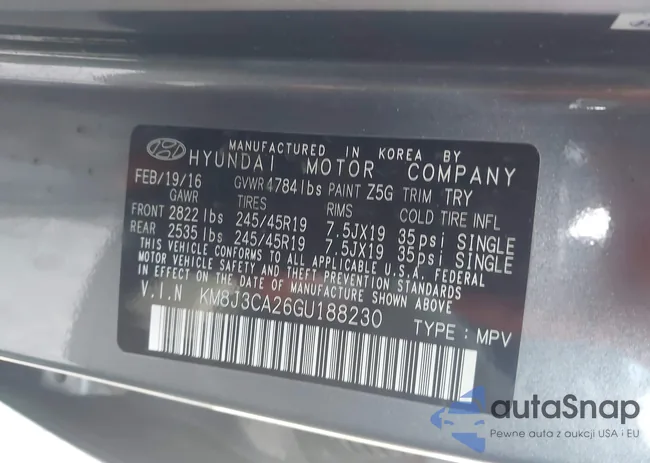 MANUFACTURED IN KOREA BY
HYUNDAI MOTOR COMPANY
FEB/19/16 GVWR 4784 lbs PAINT Z5G TRIM TRY
GAWR TIRES RIMS COLD TIRE INFL
FRONT 2822 lbs 245/45R19 7.5JX19 35psi SINGLE
REAR 2535 lbs 245/45R19 7.5JX19 35psi SINGLE
THIS VEHICLE CONFORMS TO ALL APPLICABLE U.S.A. FEDERAL
MOTOR VEHICLE SAFETY AND THEFT PREVENTION STANDARDS
IN EFFECT ON THE DATE OF MANUFACTURE SHOWN ABOVE
V.I.N KM8J3CA26GU188230
TYPE : MPV
autaSnap
Pewne auta z aukcji USA i EU